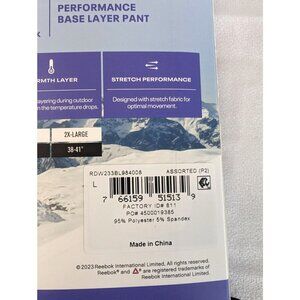 PERFORMANCE
BASE LAYER PANT
K
RMTH LAYER
STRETCH PERFORMANCE
layering during outdoor
the temperature drops.
Designed with stretch fabric for
optimal movement.
2X-LARGE
38-41"
RDW233BL984008
ASSORTED (P2)
L
7 66159 51513 9
FACTORY ID# 811
PO# 4500019385
95% Polyester 5% Spandex
Made in China
©2023 Reebok International Limited. All rights reserved.
Reebok® and ® are registered trademarks of
Reebok International Limited.